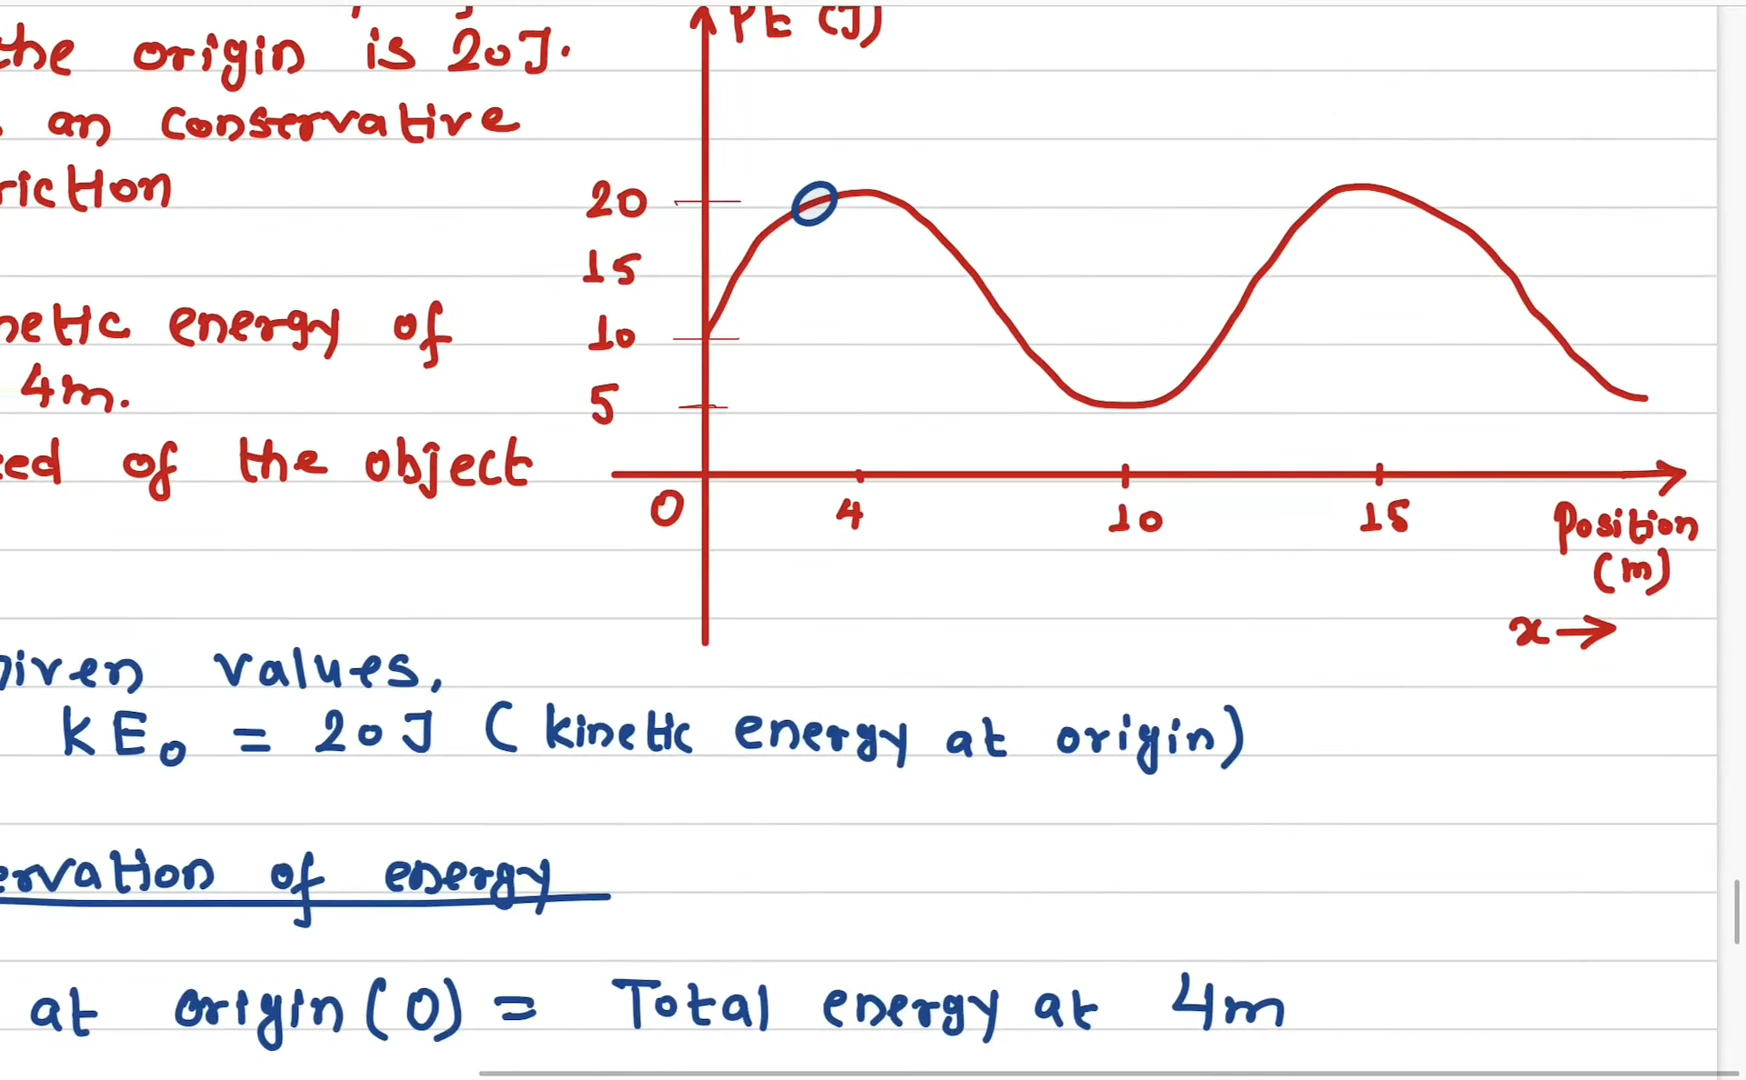 the origin is 20J.
an conservative
riction
netic energy of
4m.
eed of the object
PE (J)
20
15
10
5
0
4
10
15
Position
(m)
x →
given values,
KE₀ = 20J (kinetic energy at origin)
ervation of energy
at origin (0) = Total energy at 4m